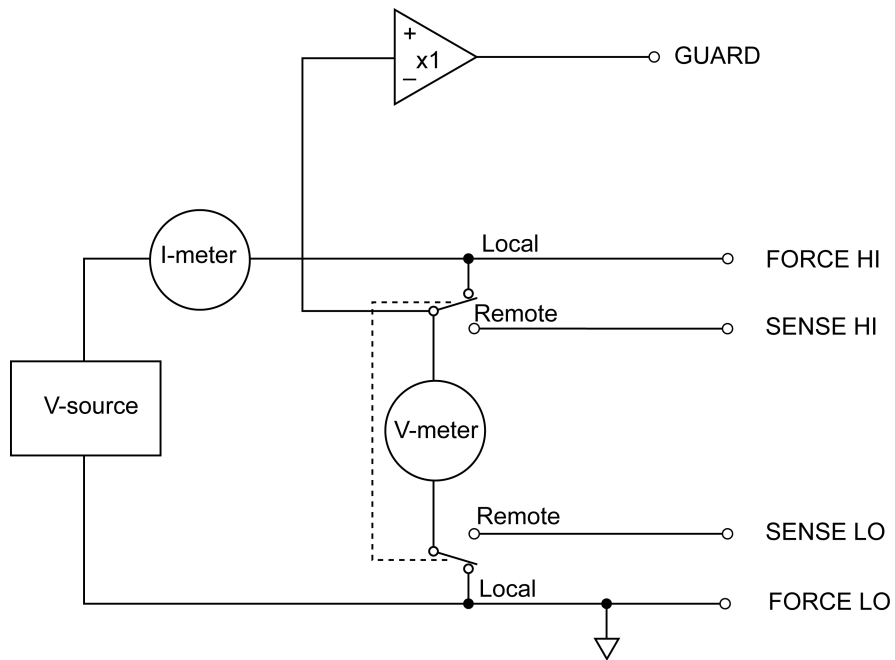 +
x1
–
GUARD
Local
I-meter
FORCE HI
Remote
SENSE HI
V-source
V-meter
Remote
SENSE LO
Local
FORCE LO